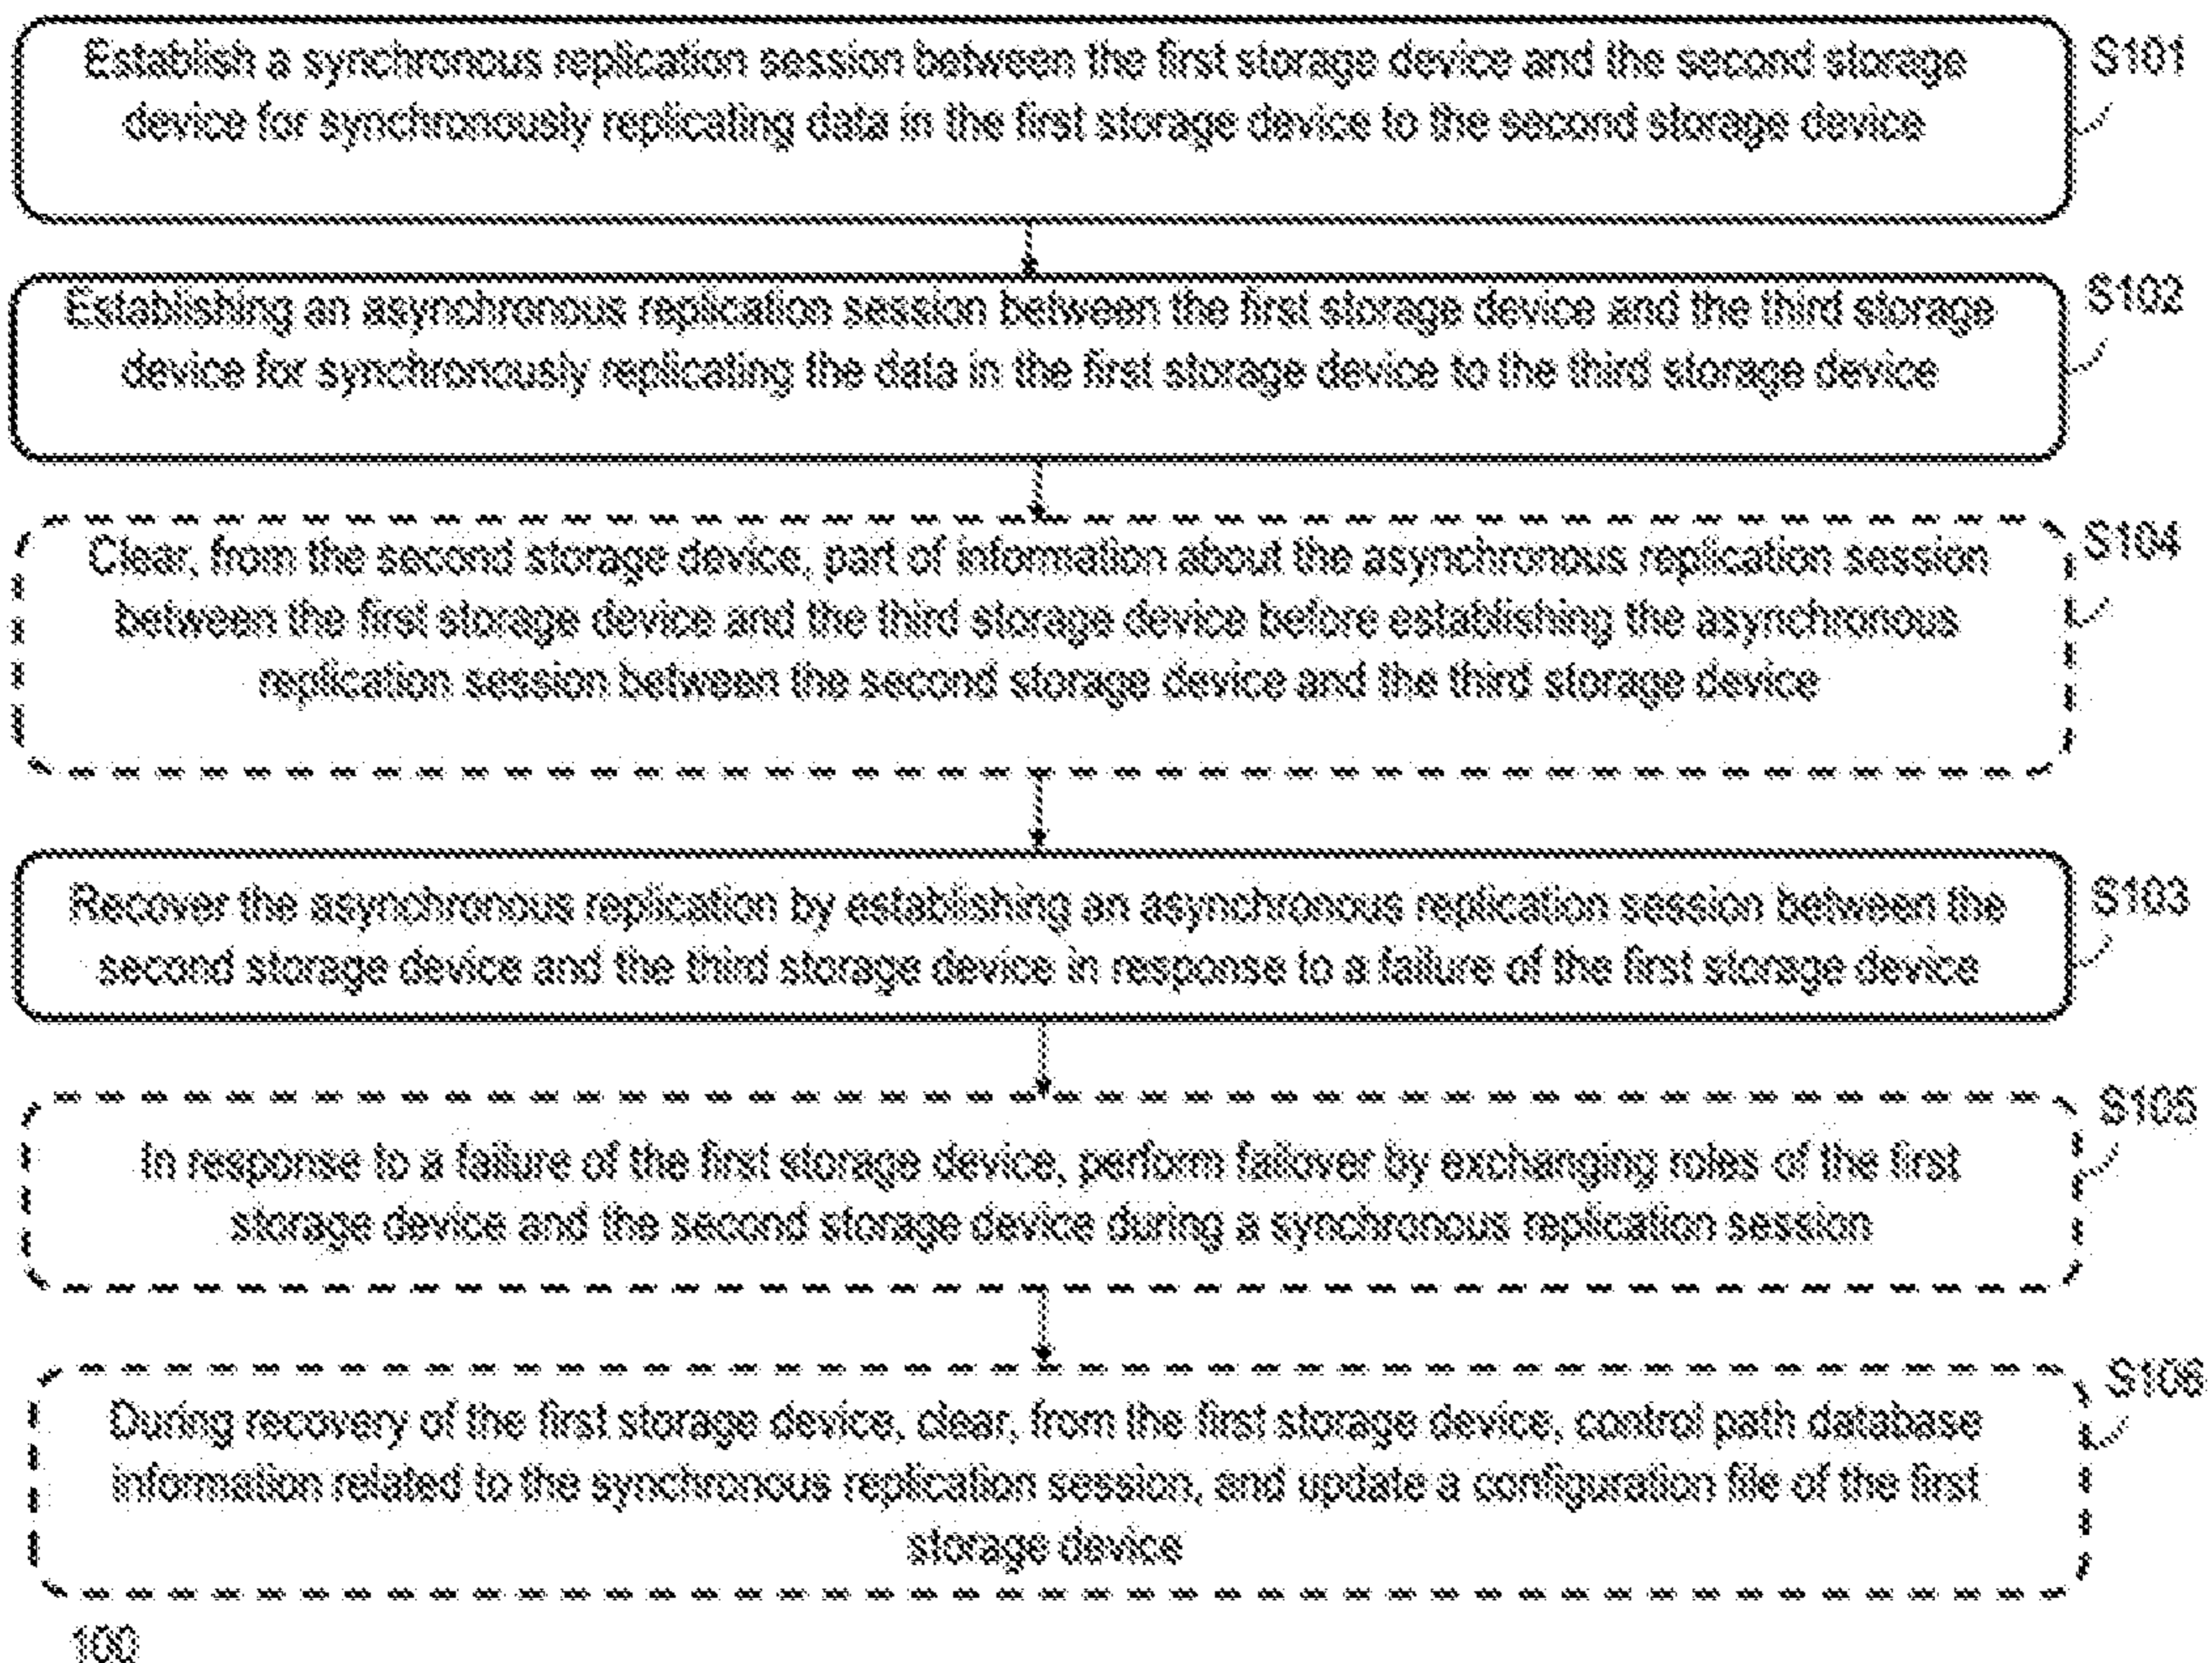 Establish a synchronous replication session between the first storage device and the second storage
device for synchronously replicating data in the first storage device to the second storage device
S101
Establishing an asynchronous replication session between the first storage device and the third storage
device for synchronously replicating the data in the first storage device to the third storage device
S102
Clear, from the second storage device, part of information about the asynchronous replication session
between the first storage device and the third storage device before establishing the asynchronous
replication session between the second storage device and the third storage device
S104
Recover the asynchronous replication by establishing an asynchronous replication session between the
second storage device and the third storage device in response to a failure of the first storage device
S103
In response to a failure of the first storage device, perform failover by exchanging roles of the first
storage device and the second storage device during a synchronous replication session
S105
During recovery of the first storage device, clear, from the first storage device, control path database
information related to the synchronous replication session, and update a configuration file of the first
storage device
S106
100